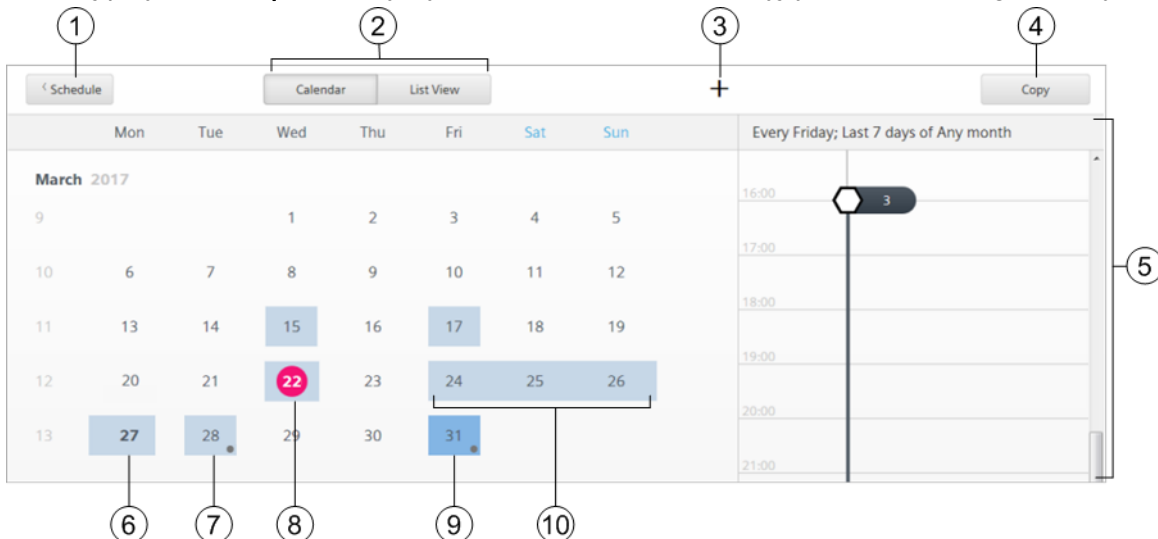 1 2 3 4
< Schedule Calendar List View + Copy
Mon Tue Wed Thu Fri Sat Sun Every Friday; Last 7 days of Any month
March 2017
16:00 3
9 1 2 3 4 5
17:00
5
10 6 7 8 9 10 11 12
18:00
11 13 14 15 16 17 18 19
19:00
12 20 21 22 23 24 25 26
20:00
13 27 28 29 30 31
21:00
6 7 8 9 10